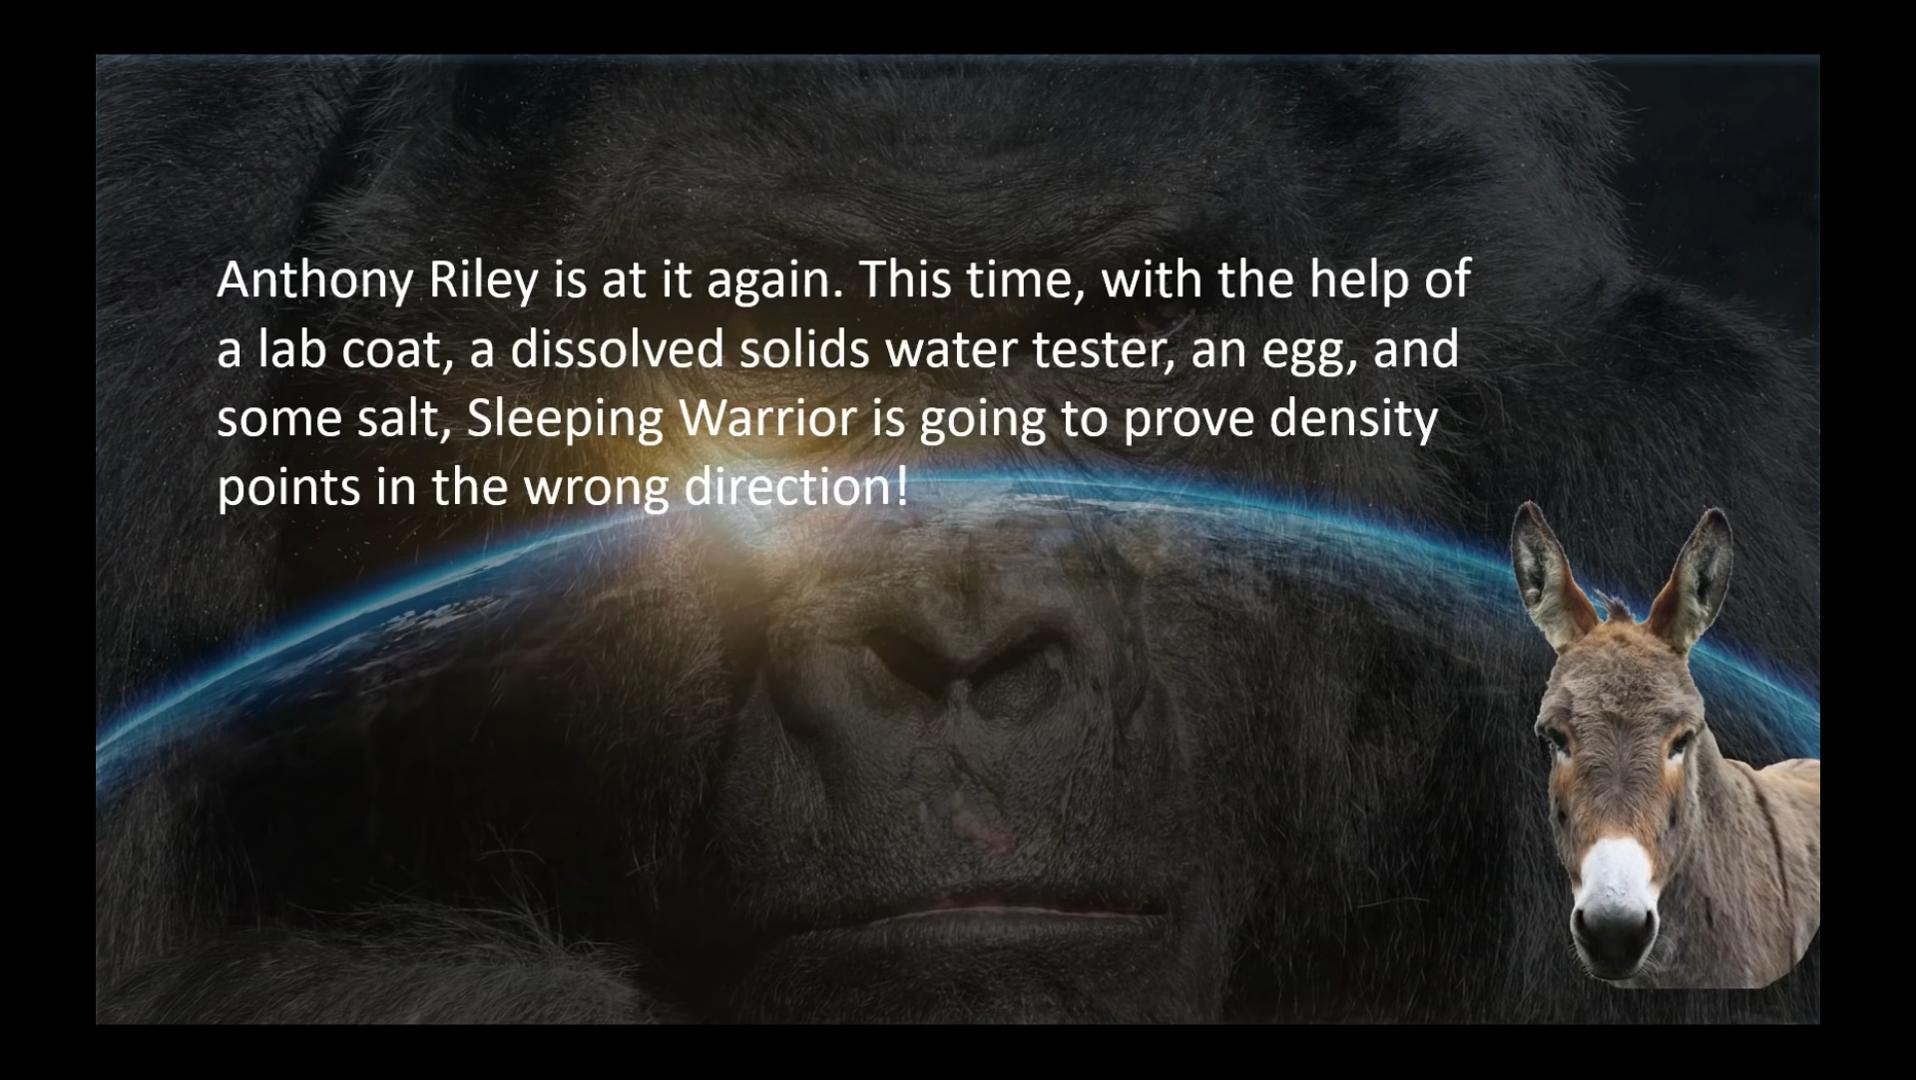 Anthony Riley is at it again. This time, with the help of
a lab coat, a dissolved solids water tester, an egg, and
some salt, Sleeping Warrior is going to prove density
points in the wrong direction!